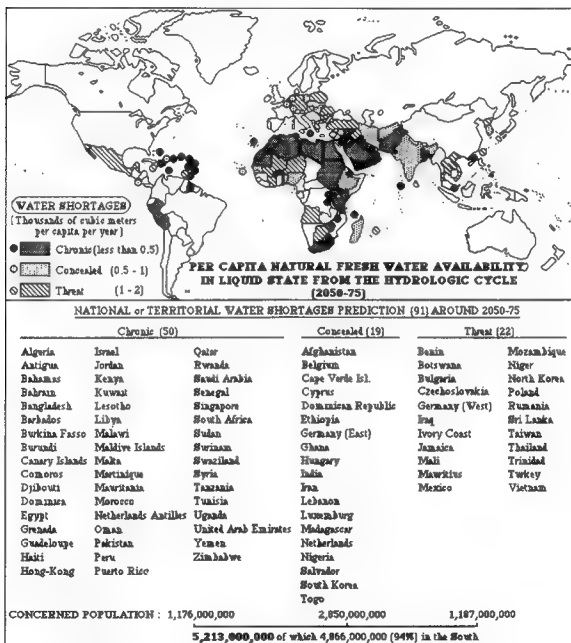 WATER SHORTAGES
(Thousands of cubic meters
per capita per year)
Chronic (less than 0.5)
Concealed (0.5 - 1)
Threat (1 - 2)
PER CAPITA NATURAL FRESH WATER AVAILABILITY
IN LIQUID STATE FROM THE HYDROLOGIC CYCLE
(2050-75)
NATIONAL or TERRITORIAL WATER SHORTAGES PREDICTION (91) AROUND 2050-75
Chronic (50)
Algeria Israel Qatar
Antigua Jordan Rwanda
Bahamas Kenya Saudi Arabia
Bahrain Kuwait Senegal
Bangladesh Lesotho Singapore
Barbados Libya South Africa
Burkina Fasso Malawi Sudan
Burundi Maldive Islands Surinam
Canary Islands Malta Swaziland
Comoros Martinique Syria
Djibouti Mauritania Tanzania
Dominica Morocco Tunisia
Egypt Netherlands Antilles Uganda
Grenada Oman United Arab Emirates
Guadeloupe Pakistan Yemen
Haiti Peru Zimbabwe
Hong-Kong Puerto Rico
Concealed (19)
Afghanistan
Belgium
Cape Verde Isl.
Cyprus
Dominican Republic
Ethiopia
Germany (East)
Ghana
Hungary
India
Iran
Lebanon
Luxemburg
Madagascar
Netherlands
Nigeria
Salvador
South Korea
Togo
Threat (22)
Benin Mozambique
Botswana Niger
Bulgaria North Korea
Czechoslovakia Poland
Germany (West) Rumania
Iraq Sri Lanka
Ivory Coast Taiwan
Jamaica Thailand
Mali Trinidad
Mauritius Turkey
Mexico Vietnam
CONCERNED POPULATION : 1,176,000,000 2,850,000,000 1,187,000,000
5,213,000,000 of which 4,866,000,000 (94%) in the South